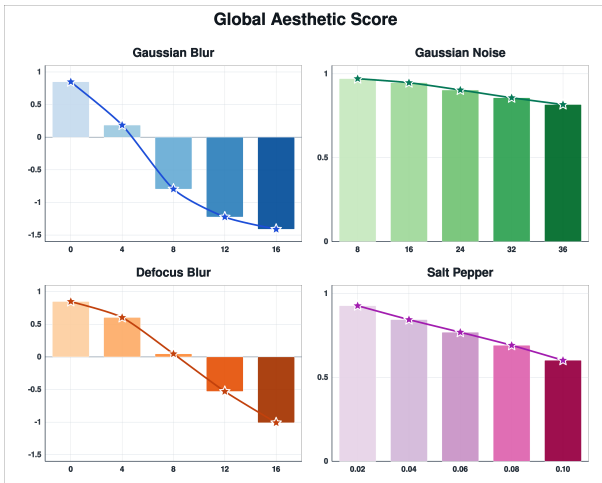 Global Aesthetic Score
Gaussian Blur
1
0.5
0
-0.5
-1
-1.5
0 4 8 12 16
Gaussian Noise
1
0.5
0
8 16 24 32 36
Defocus Blur
1
0.5
0
-0.5
-1
-1.5
0 4 8 12 16
Salt Pepper
1
0.5
0
0.02 0.04 0.06 0.08 0.10